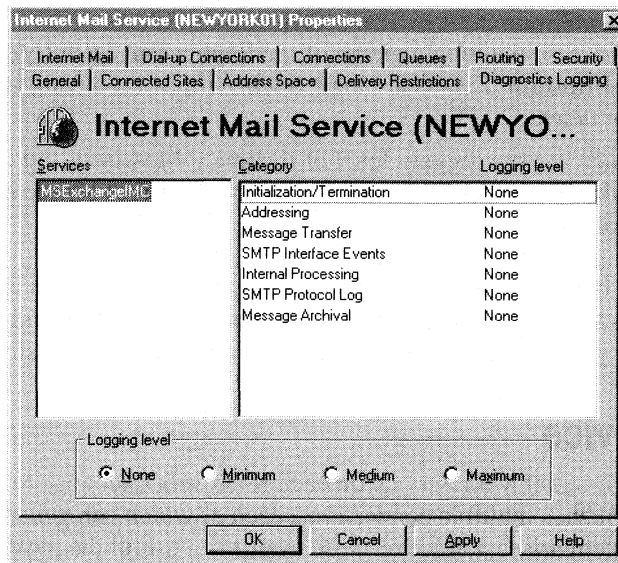 Internet Mail Service (NEWYORK01) Properties
Internet Mail Dial-up Connections Connections Queues Routing Security
General Connected Sites Address Space Delivery Restrictions Diagnostics Logging
Internet Mail Service (NEWYO...
Services Category Logging level
MSExchangeIMC Initialization/Termination None
Addressing None
Message Transfer None
SMTP Interface Events None
Internal Processing None
SMTP Protocol Log None
Message Archival None
Logging level
None Minimum Medium Maximum
OK Cancel Apply Help